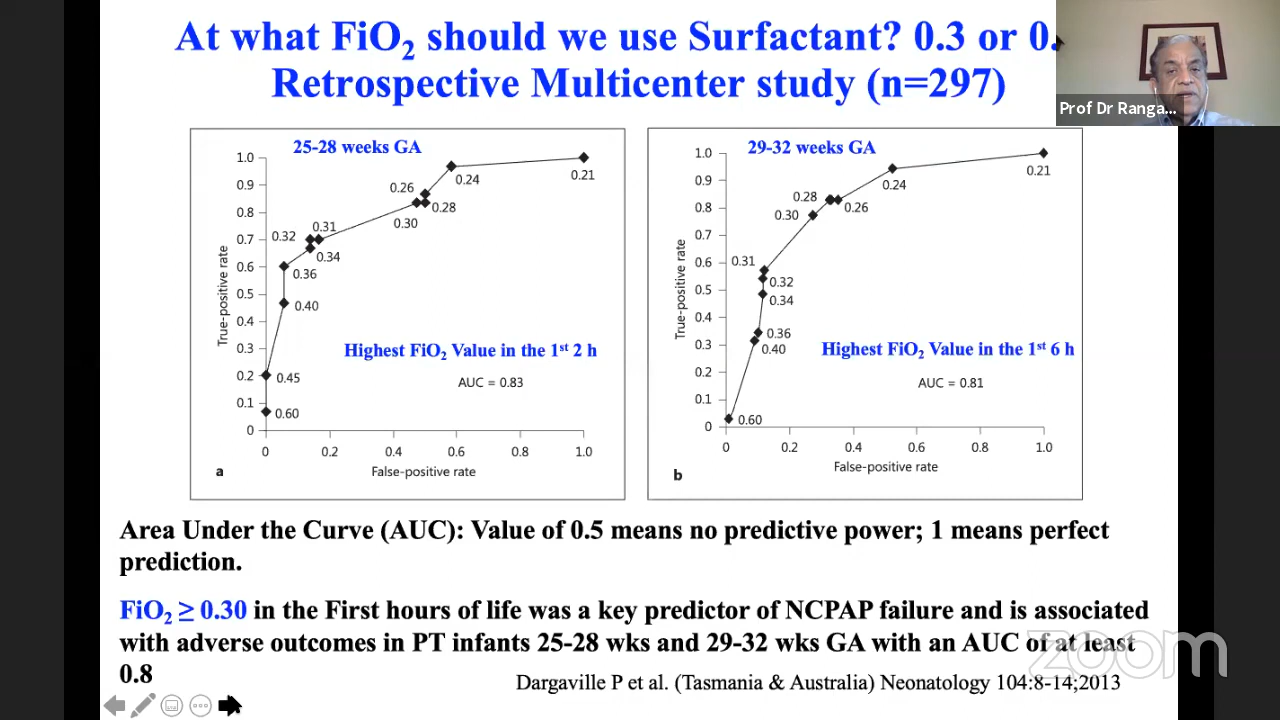 At what FiO₂ should we use Surfactant? 0.3 or 0.
Retrospective Multicenter study (n=297)
Prof Dr Ranga...
25-28 weeks GA
1.0
0.9
0.8
0.7
0.6
0.5
0.4
0.3
0.2
0.1
0
True-positive rate
0.21
0.24
0.26
0.28
0.30
0.31
0.32
0.34
0.36
0.40
0.45
0.60
Highest FiO₂ Value in the 1st 2 h
AUC = 0.83
0
0.2
0.4
0.6
0.8
1.0
False-positive rate
a
29-32 weeks GA
1.0
0.9
0.8
0.7
0.6
0.5
0.4
0.3
0.2
0.1
0
True-positive rate
0.21
0.24
0.28
0.26
0.30
0.31
0.32
0.34
0.36
0.40
0.60
Highest FiO₂ Value in the 1st 6 h
AUC = 0.81
0
0.2
0.4
0.6
0.8
1.0
False-positive rate
b
Area Under the Curve (AUC): Value of 0.5 means no predictive power; 1 means perfect
prediction.
FiO₂ ≥ 0.30 in the First hours of life was a key predictor of NCPAP failure and is associated
with adverse outcomes in PT infants 25-28 wks and 29-32 wks GA with an AUC of at least
0.8
Dargaville P et al. (Tasmania & Australia) Neonatology 104:8-14;2013
zoom